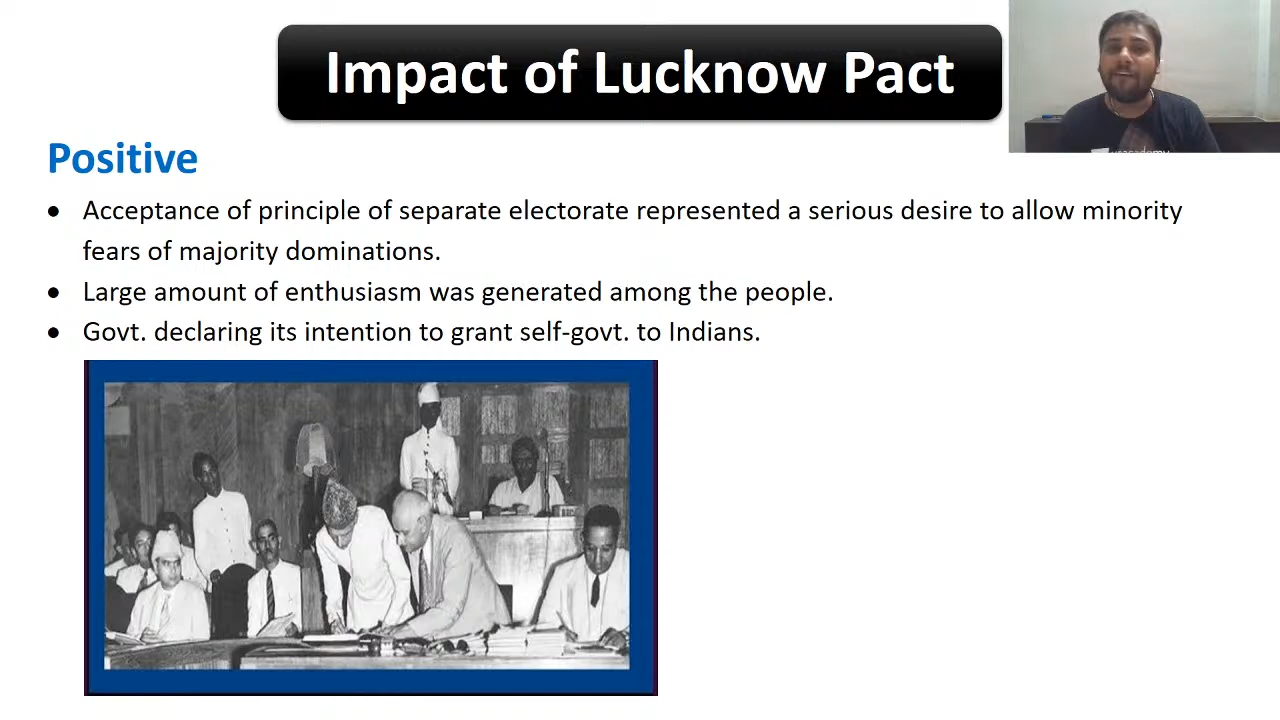 Impact of Lucknow Pact
Positive
• Acceptance of principle of separate electorate represented a serious desire to allow minority
fears of majority dominations.
• Large amount of enthusiasm was generated among the people.
• Govt. declaring its intention to grant self-govt. to Indians.